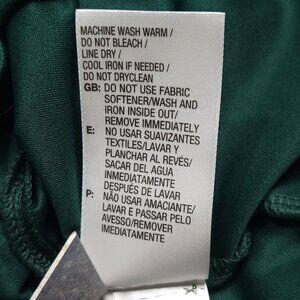 MACHINE WASH WARM /
DO NOT BLEACH /
LINE DRY /
COOL IRON IF NEEDED /
DO NOT DRYCLEAN
GB: DO NOT USE FABRIC
SOFTENER/WASH AND
IRON INSIDE OUT/
REMOVE IMMEDIATELY
E: NO USAR SUAVIZANTES
TEXTILES/LAVAR Y
PLANCHAR AL REVÉS/
SACAR DEL AGUA
INMEDIATAMENTE
DESPUÉS DE LAVAR
P: NÃO USAR AMACIANTE/
LAVAR E PASSAR PELO
AVESSO/REMOVER
IMEDIATAMENTE